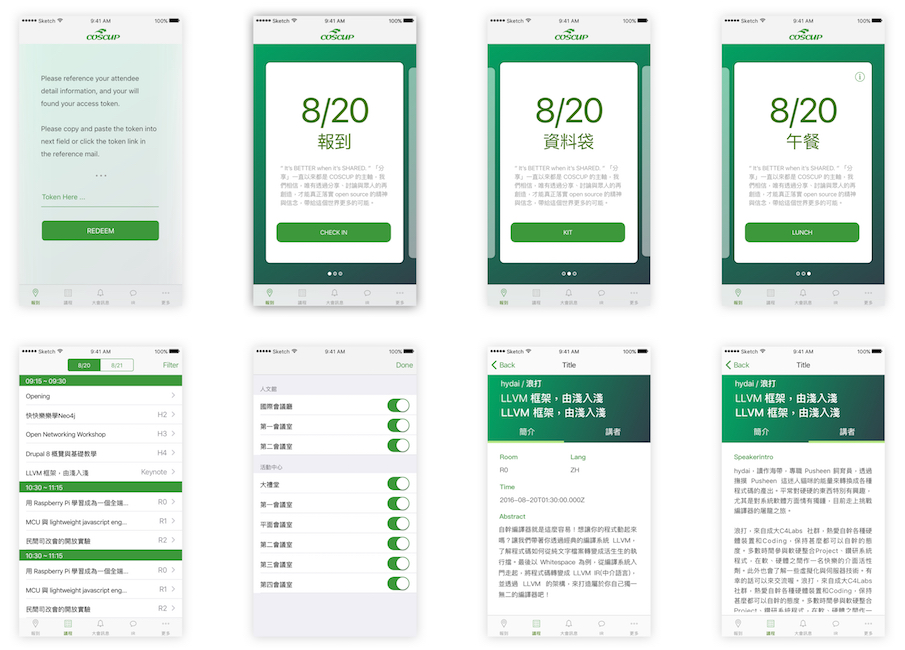 Sketch 9:41 AM 100%
COSCUP
Please reference your attendee
detail information, and your will
found your access token.
Please copy and paste the token into
next field or click the token link in
the reference mail.
Token Here ...
REDEEM
報到 議程 大會訊息 IRI 更多
Sketch 9:41 AM 100%
COSCUP
8/20
報到
" It's BETTER when it's SHARED. " 「分
享」一直以來都是 COSCUP 的主軸，我
們相信，唯有透過分享、討論與眾人的再
創造，才能真正落實 open source 的精神
與信念，帶給這個世界更多的可能。
CHECK IN
報到 議程 大會訊息 更多
Sketch 9:41 AM 100%
COSCUP
8/20
資料袋
" It's BETTER when it's SHARED. " 「分
享」一直以來都是 COSCUP 的主軸，我
們相信，唯有透過分享、討論與眾人的再
創造，才能真正落實 open source 的精神
與信念，帶給這個世界更多的可能。
KIT
報到 議程 大會訊息 更多
Sketch 9:41 AM 100%
COSCUP
8/20
午餐
" It's BETTER when it's SHARED. " 「分
享」一直以來都是 COSCUP 的主軸，我
們相信，唯有透過分享、討論與眾人的再
創造，才能真正落實 open source 的精神
與信念，帶給這個世界更多的可能。
LUNCH
報到 議程 大會訊息 更多
Sketch 9:41 AM 100%
8/20 8/21 Filter
09:15 ~ 09:30
Opening
快快樂樂學Neo4j H2
Open Networking Workshop H3
Drupal 8 概覽與基礎教學 H4
LLVM 框架，由淺入淺 Keynote
10:30 ~ 11:15
用 Raspberry Pi 學習成為一個全端... R0
MCU 與 lightweight javascript eng... R1
民間司改會的開放實驗 R2
10:30 ~ 11:15
用 Raspberry Pi 學習成為一個全端... R0
MCU 與 lightweight javascript eng... R1
民間司改會的開放實驗 R2
報到 議程 大會訊息 更多
Sketch 9:41 AM 100%
Done
人文館
國際會議廳
第一會議室
第二會議室
活動中心
大禮堂
第一會議室
平面會議室
第二會議室
第三會議室
第四會議室
Sketch 9:41 AM 100%
Back Title
hydai / 浪打
LLVM 框架，由淺入淺
LLVM 框架，由淺入淺
簡介 講者
Room Lang
R0 ZH
Time
2016-08-20T01:30:00.000Z
Abstract
自幹編譯器就是這麼容易！想讓你的程式動起來
嗎？讓我們帶著你透過經典的編譯系統 LLVM，
了解程式如何從純文字檔案轉變成活生生的執
行檔。最後以 Whitespace 為例，從編譯系統入
門走起，將程式碼轉變成 LLVM IR(中介語言)，
並透過 LLVM 的架構，來打造屬於你自己獨一
無二的編譯器吧！
報到 議程 大會訊息 更多
Sketch 9:41 AM 100%
Back Title
hydai / 浪打
LLVM 框架，由淺入淺
LLVM 框架，由淺入淺
簡介 講者
SpeakerIntro
hydai，讀作海帶，專職 Pusheen 飼育員，透過
撫摸 Pusheen 這迷人貓咪的能量來轉換成各種
程式碼的產出。平常對硬硬的東西特別有興趣，
尤其是對系統軟體方面情有獨鍾，目前走上挑戰
編譯器的屠龍之旅。
浪打，來自成大C4Labs 社群，熱愛自幹各種硬
體裝置和Coding，保持甚麼都可以自幹的態
度。多數時間參與軟硬整合Project、鑽研系統
程式，在軟、硬體之間作一名快樂的介面活性
劑。此外也會了解一些虛擬化與伺服器技術。有
幸的話可以來交流喔。浪打，來自成大C4Labs
社群，熱愛自幹各種硬體裝置和Coding，保持
甚麼都可以自幹的態度。多數時間參與軟硬整合
Project、鑽研系統程式，在軟、硬體之間作一
報到 議程 大會訊息 更多